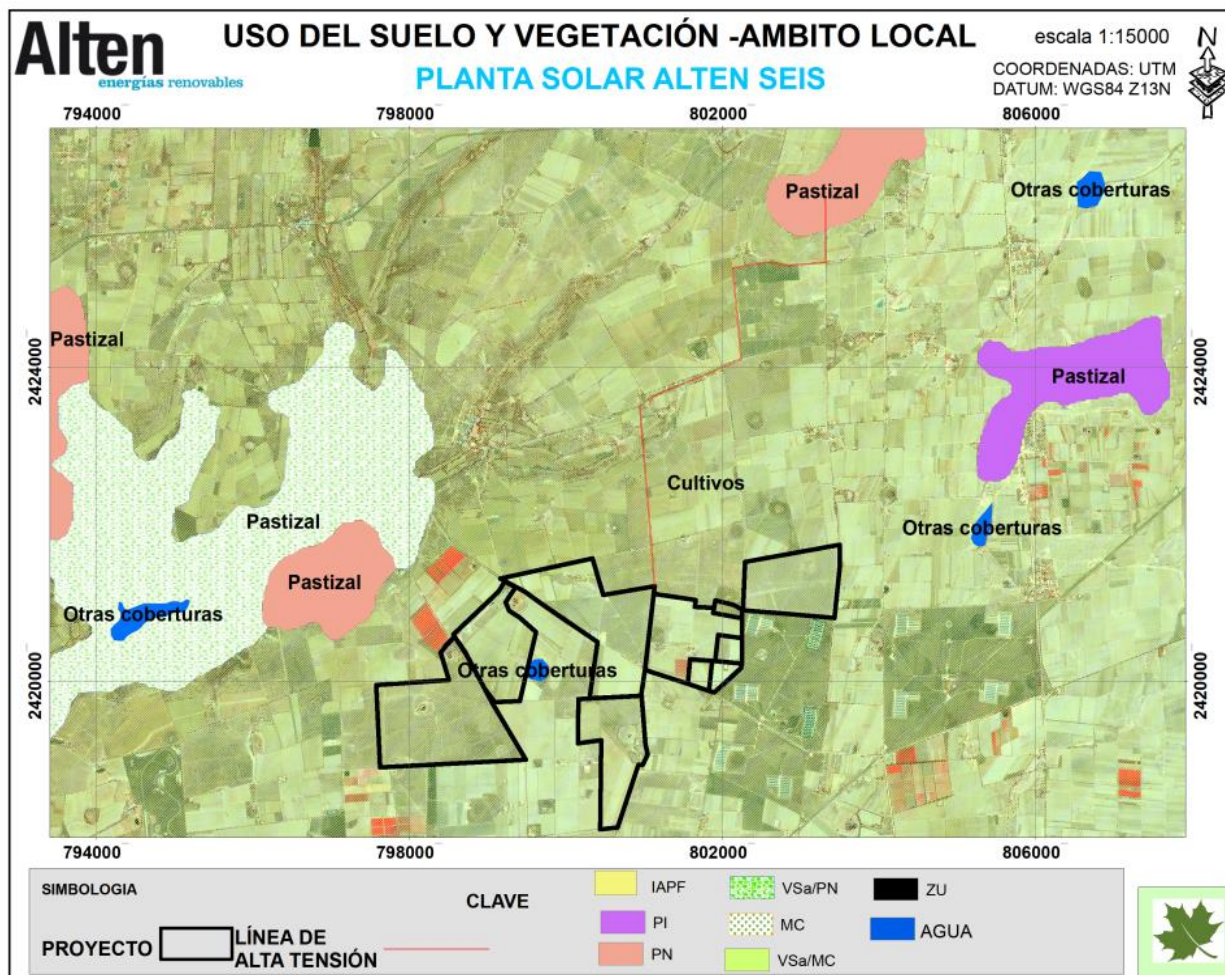 Alten
energías renovables
USO DEL SUELO Y VEGETACIÓN -AMBITO LOCAL
PLANTA SOLAR ALTEN SEIS
escala 1:15000
N
COORDENADAS: UTM
DATUM: WGS84 Z13N
794000 798000 802000 806000
Pastizal
Otras coberturas
Pastizal
2424000
Pastizal
2424000
Cultivos
Pastizal
Otras coberturas
Pastizal
Otras coberturas
Otras coberturas
2420000
2420000
794000 798000 802000 806000
SIMBOLOGIA
PROYECTO
LÍNEA DE
ALTA TENSIÓN
CLAVE
IAPF
PI
PN
VSa/PN
MC
VSa/MC
ZU
AGUA